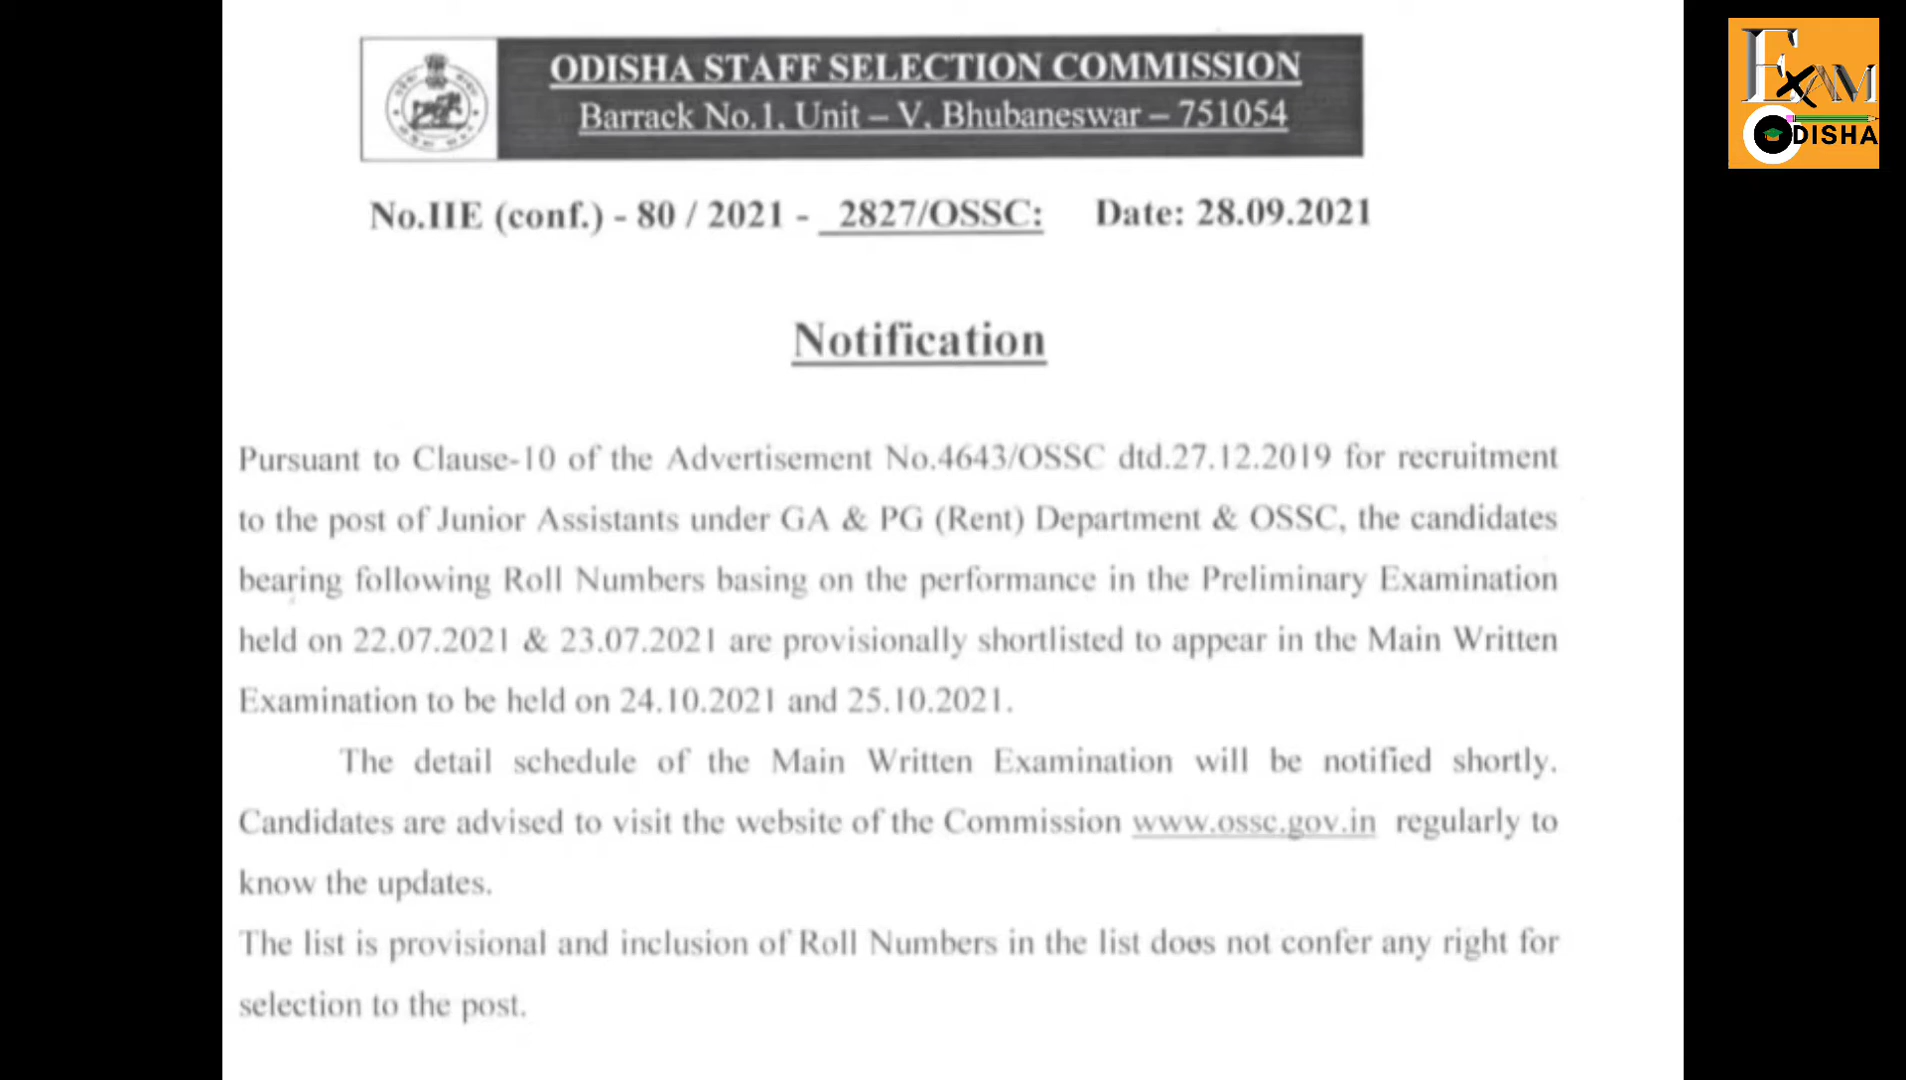 ODISHA STAFF SELECTION COMMISSION
Barrack No.1, Unit – V, Bhubaneswar – 751054
No.IIE (conf.) - 80 / 2021 - 2827/OSSC: Date: 28.09.2021
Notification
Pursuant to Clause-10 of the Advertisement No.4643/OSSC dtd.27.12.2019 for recruitment
to the post of Junior Assistants under GA & PG (Rent) Department & OSSC, the candidates
bearing following Roll Numbers basing on the performance in the Preliminary Examination
held on 22.07.2021 & 23.07.2021 are provisionally shortlisted to appear in the Main Written
Examination to be held on 24.10.2021 and 25.10.2021.
The detail schedule of the Main Written Examination will be notified shortly.
Candidates are advised to visit the website of the Commission www.ossc.gov.in regularly to
know the updates.
The list is provisional and inclusion of Roll Numbers in the list does not confer any right for
selection to the post.
EXAM
ODISHA